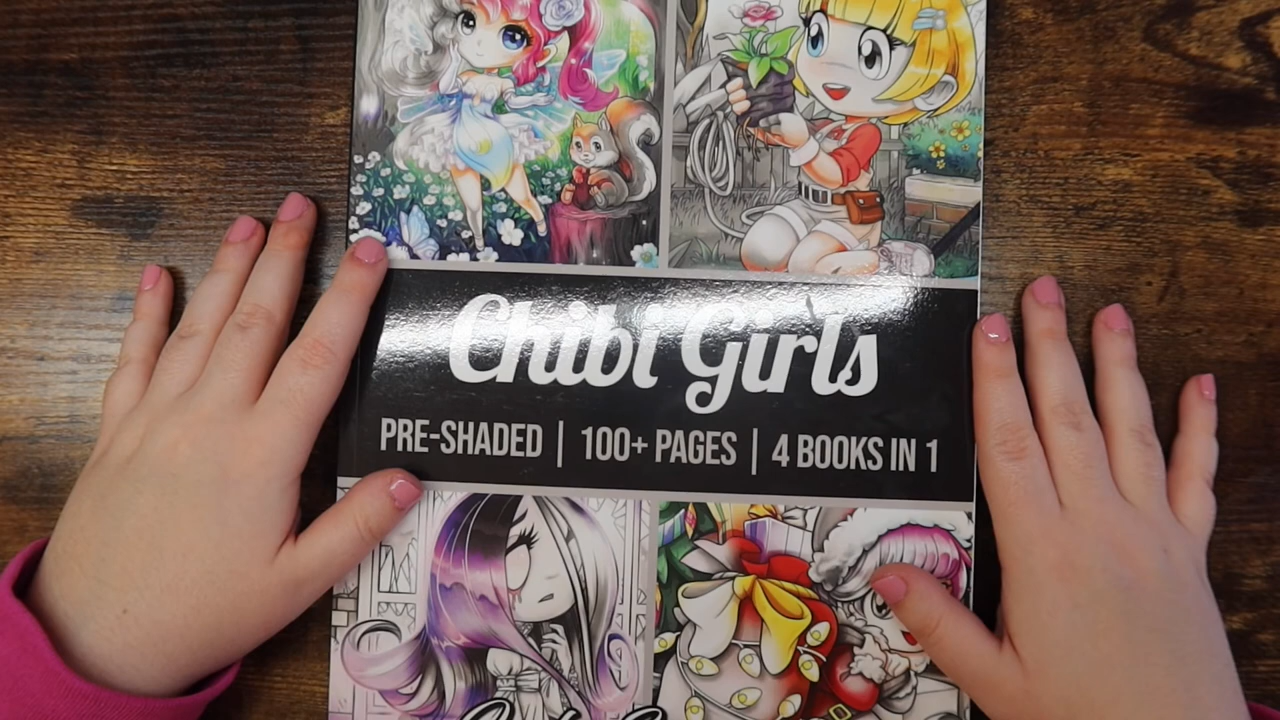 Chibi Girls
PRE-SHADED | 100+ PAGES | 4 BOOKS IN 1